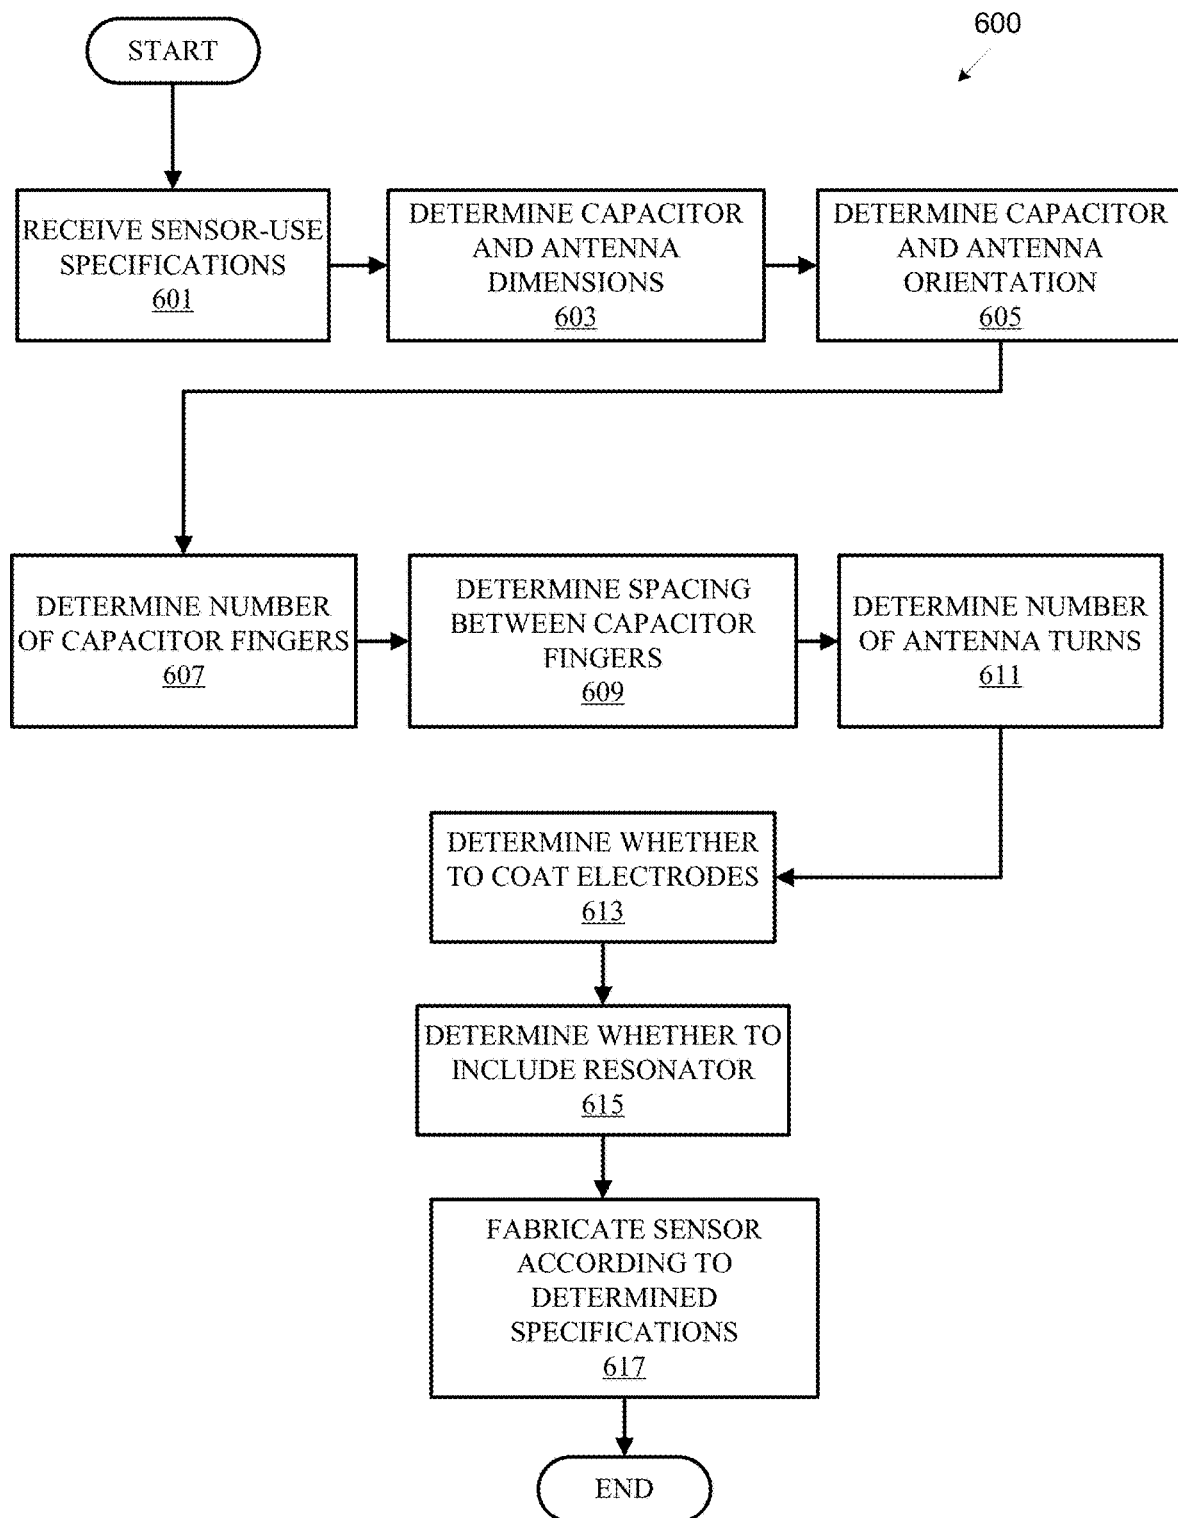 600
START
RECEIVE SENSOR-USE
SPECIFICATIONS
601
DETERMINE CAPACITOR
AND ANTENNA
DIMENSIONS
603
DETERMINE CAPACITOR
AND ANTENNA
ORIENTATION
605
DETERMINE NUMBER
OF CAPACITOR FINGERS
607
DETERMINE SPACING
BETWEEN CAPACITOR
FINGERS
609
DETERMINE NUMBER
OF ANTENNA TURNS
611
DETERMINE WHETHER
TO COAT ELECTRODES
613
DETERMINE WHETHER TO
INCLUDE RESONATOR
615
FABRICATE SENSOR
ACCORDING TO
DETERMINED
SPECIFICATIONS
617
END